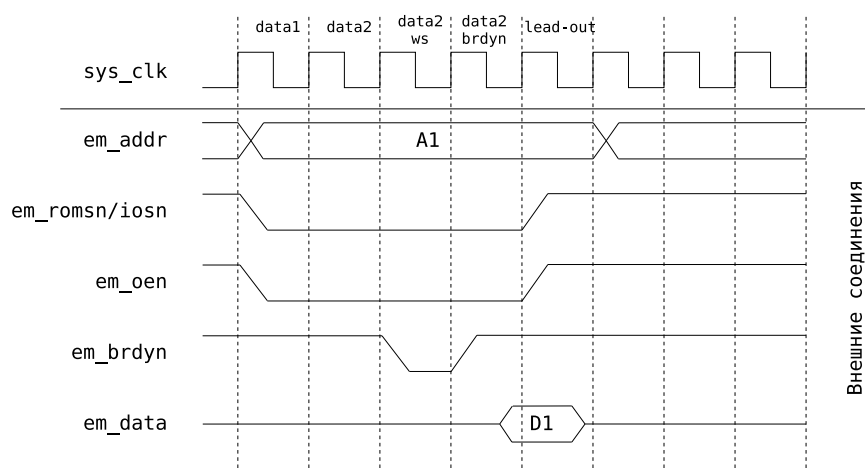 data1
data2
data2
ws
data2
brdyn
lead-out
sys_clk
em_addr
A1
em_romsn/iosn
em_oen
em_brdyn
em_data
D1
Внешние соединения